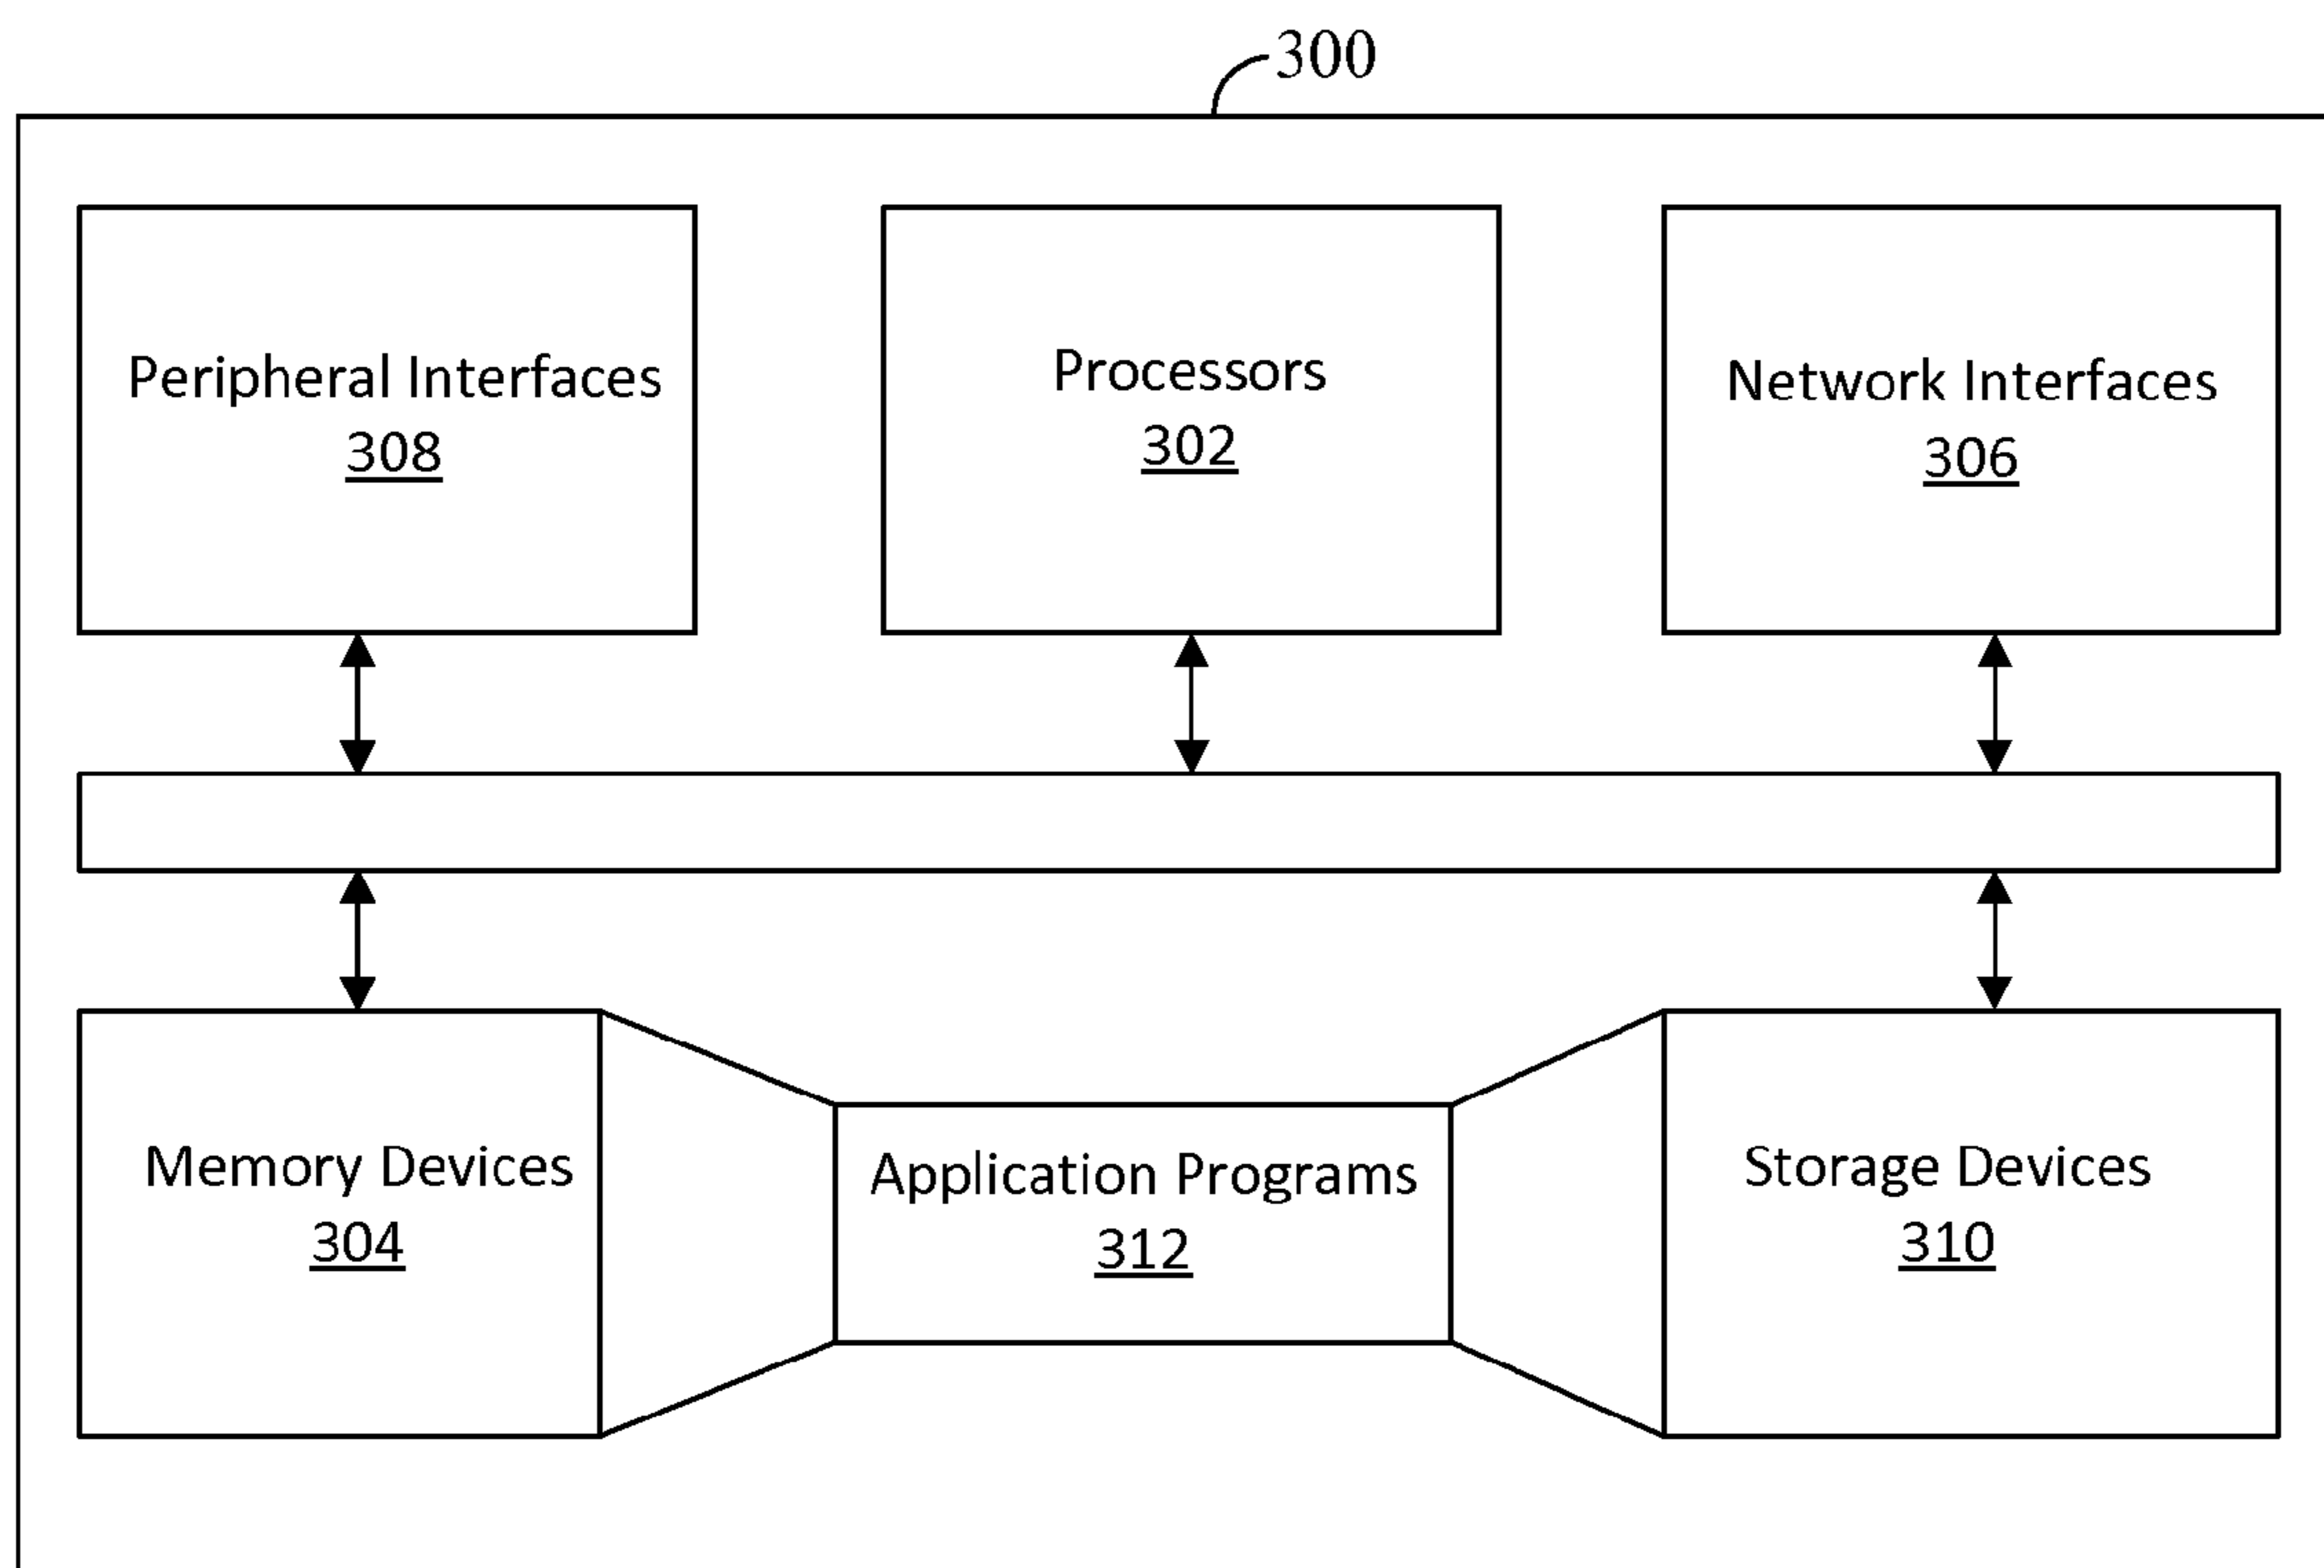 300
Peripheral Interfaces
308
Processors
302
Network Interfaces
306
Memory Devices
304
Application Programs
312
Storage Devices
310